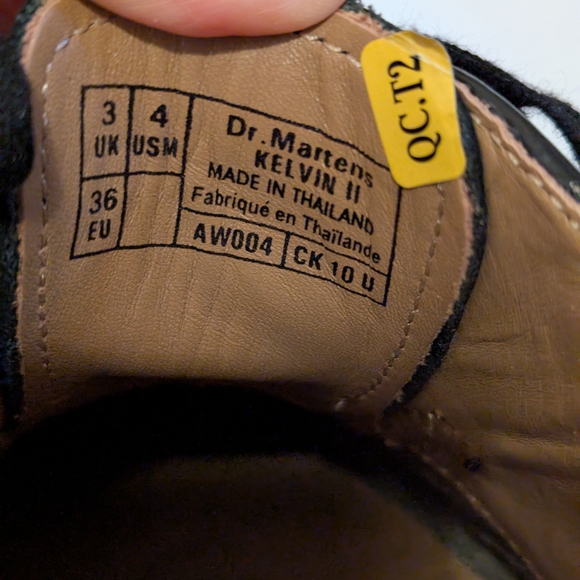 3 UK
4 USM
36 EU
Dr. Martens
KELVIN II
MADE IN THAILAND
Fabriqué en Thaïlande
AW004
CK 10 U
QC.T2